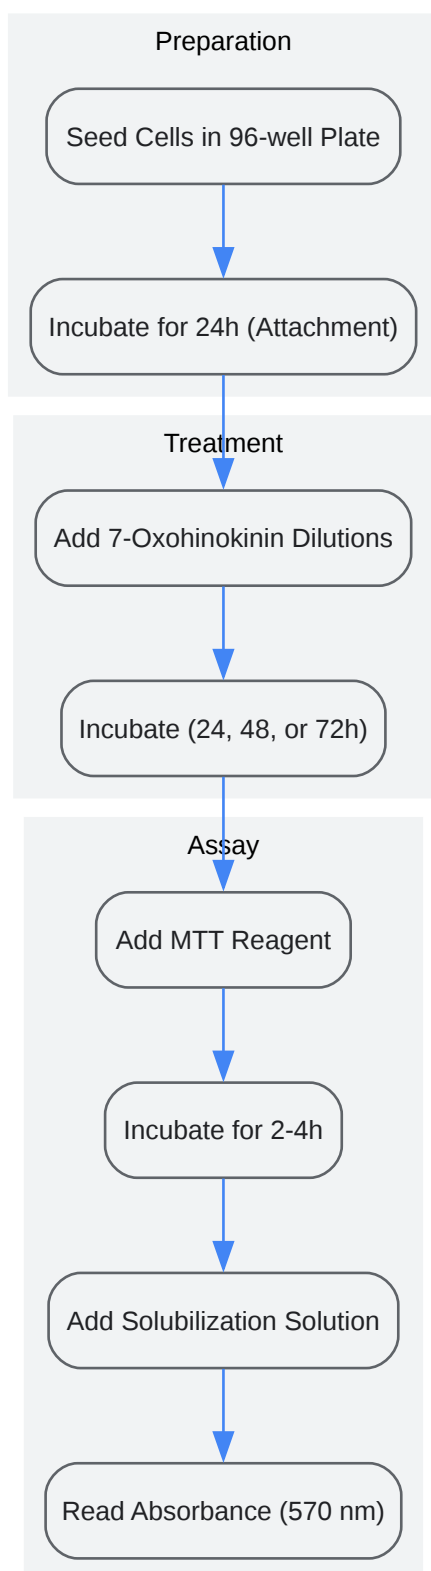 Preparation
Seed Cells in 96-well Plate
Incubate for 24h (Attachment)
Treatment
Add 7-Oxohinokinin Dilutions
Incubate (24, 48, or 72h)
Assay
Add MTT Reagent
Incubate for 2-4h
Add Solubilization Solution
Read Absorbance (570 nm)